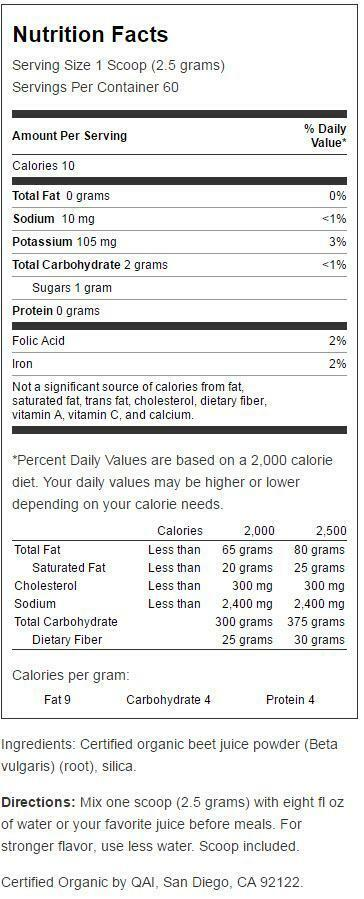 Nutrition Facts
Serving Size 1 Scoop (2.5 grams)
Servings Per Container 60
Amount Per Serving % Daily Value*
Calories 10
Total Fat 0 grams 0%
Sodium 10 mg <1%
Potassium 105 mg 3%
Total Carbohydrate 2 grams <1%
Sugars 1 gram
Protein 0 grams
Folic Acid 2%
Iron 2%
Not a significant source of calories from fat,
saturated fat, trans fat, cholesterol, dietary fiber,
vitamin A, vitamin C, and calcium.
*Percent Daily Values are based on a 2,000 calorie
diet. Your daily values may be higher or lower
depending on your calorie needs.
Calories 2,000 2,500
Total Fat Less than 65 grams 80 grams
Saturated Fat Less than 20 grams 25 grams
Cholesterol Less than 300 mg 300 mg
Sodium Less than 2,400 mg 2,400 mg
Total Carbohydrate 300 grams 375 grams
Dietary Fiber 25 grams 30 grams
Calories per gram:
Fat 9 Carbohydrate 4 Protein 4
Ingredients: Certified organic beet juice powder (Beta
vulgaris) (root), silica.
Directions: Mix one scoop (2.5 grams) with eight fl oz
of water or your favorite juice before meals. For
stronger flavor, use less water. Scoop included.
Certified Organic by QAI, San Diego, CA 92122.